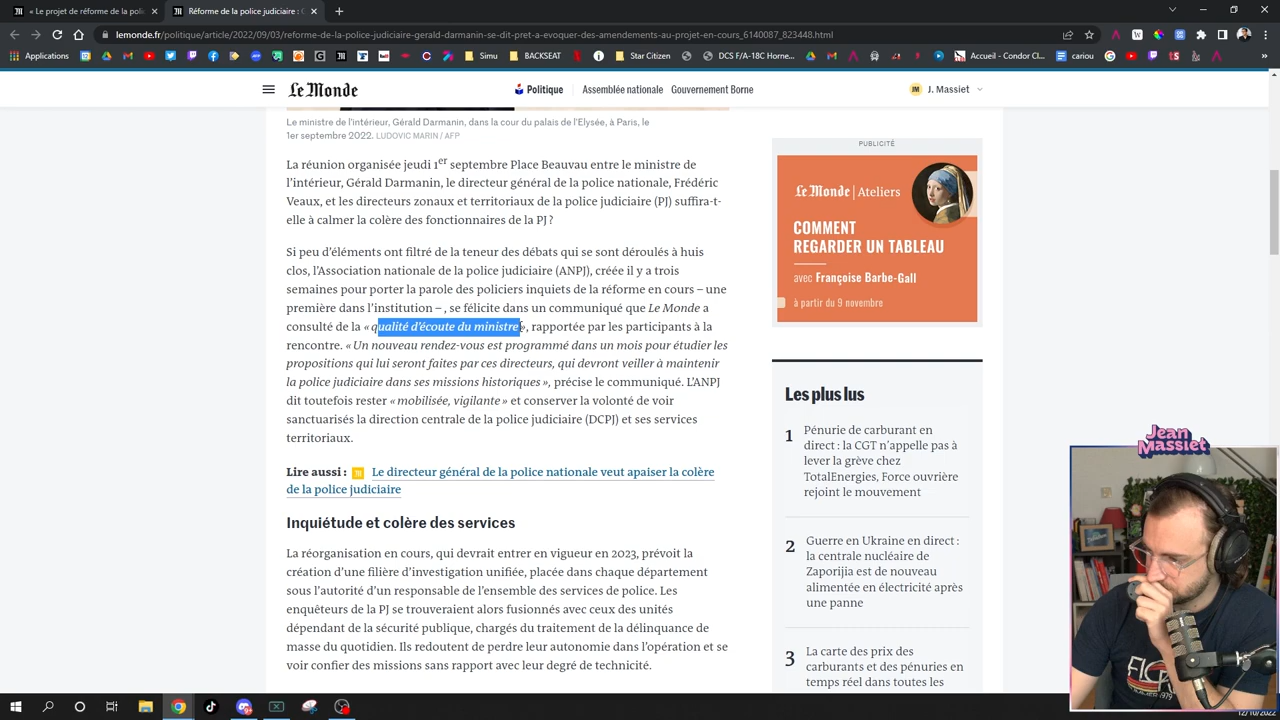 « Le projet de réforme de la poli
Réforme de la police judiciaire : G
lemonde.fr/politique/article/2022/09/03/reforme-de-la-police-judiciaire-gerald-darmanin-se-dit-pret-a-evoquer-des-amendements-au-projet-en-cours_6140087_823448.html
Applications
SUNN
BACKSEAT
Star Citizen
DCS F/A-18C Horne...
Accueil - Condor Cl...
cariou
Le Monde
Politique
Assemblée nationale
Gouvernement Borne
JM
J. Massiet
Le ministre de l'intérieur, Gérald Darmanin, dans la cour du palais de l'Elysée, à Paris, le
1er septembre 2022. LUDOVIC MARIN / AFP
La réunion organisée jeudi 1er septembre Place Beauvau entre le ministre de
l'intérieur, Gérald Darmanin, le directeur général de la police nationale, Frédéric
Veaux, et les directeurs zonaux et territoriaux de la police judiciaire (PJ) suffira-t-
elle à calmer la colère des fonctionnaires de la PJ ?
Si peu d'éléments ont filtré de la teneur des débats qui se sont déroulés à huis
clos, l'Association nationale de la police judiciaire (ANPJ), créée il y a trois
semaines pour porter la parole des policiers inquiets de la réforme en cours – une
première dans l'institution – , se félicite dans un communiqué que Le Monde a
consulté de la « qualité d'écoute du ministre », rapportée par les participants à la
rencontre. « Un nouveau rendez-vous est programmé dans un mois pour étudier les
propositions qui lui seront faites par ces directeurs, qui devront veiller à maintenir
la police judiciaire dans ses missions historiques », précise le communiqué. L'ANPJ
dit toutefois rester « mobilisée, vigilante » et conserver la volonté de voir
sanctuarisés la direction centrale de la police judiciaire (DCPJ) et ses services
territoriaux.
Lire aussi : Le directeur général de la police nationale veut apaiser la colère
de la police judiciaire
Inquiétude et colère des services
La réorganisation en cours, qui devrait entrer en vigueur en 2023, prévoit la
création d'une filière d'investigation unifiée, placée dans chaque département
sous l'autorité d'un responsable de l'ensemble des services de police. Les
enquêteurs de la PJ se trouveraient alors fusionnés avec ceux des unités
dépendant de la sécurité publique, chargés du traitement de la délinquance de
masse du quotidien. Ils redoutent de perdre leur autonomie dans l'opération et se
voir confier des missions sans rapport avec leur degré de technicité.
PUBLICITÉ
Le Monde | Ateliers
COMMENT
REGARDER UN TABLEAU
avec Françoise Barbe-Gall
à partir du 9 novembre
Les plus lus
1 Pénurie de carburant en
direct : la CGT n'appelle pas à
lever la grève chez
TotalEnergies, Force ouvrière
rejoint le mouvement
2 Guerre en Ukraine en direct :
la centrale nucléaire de
Zaporijia est de nouveau
alimentée en électricité après
une panne
3 La carte des prix des
carburants et des pénuries en
temps réel dans toutes les
Jean
Massiet
12/10/2022